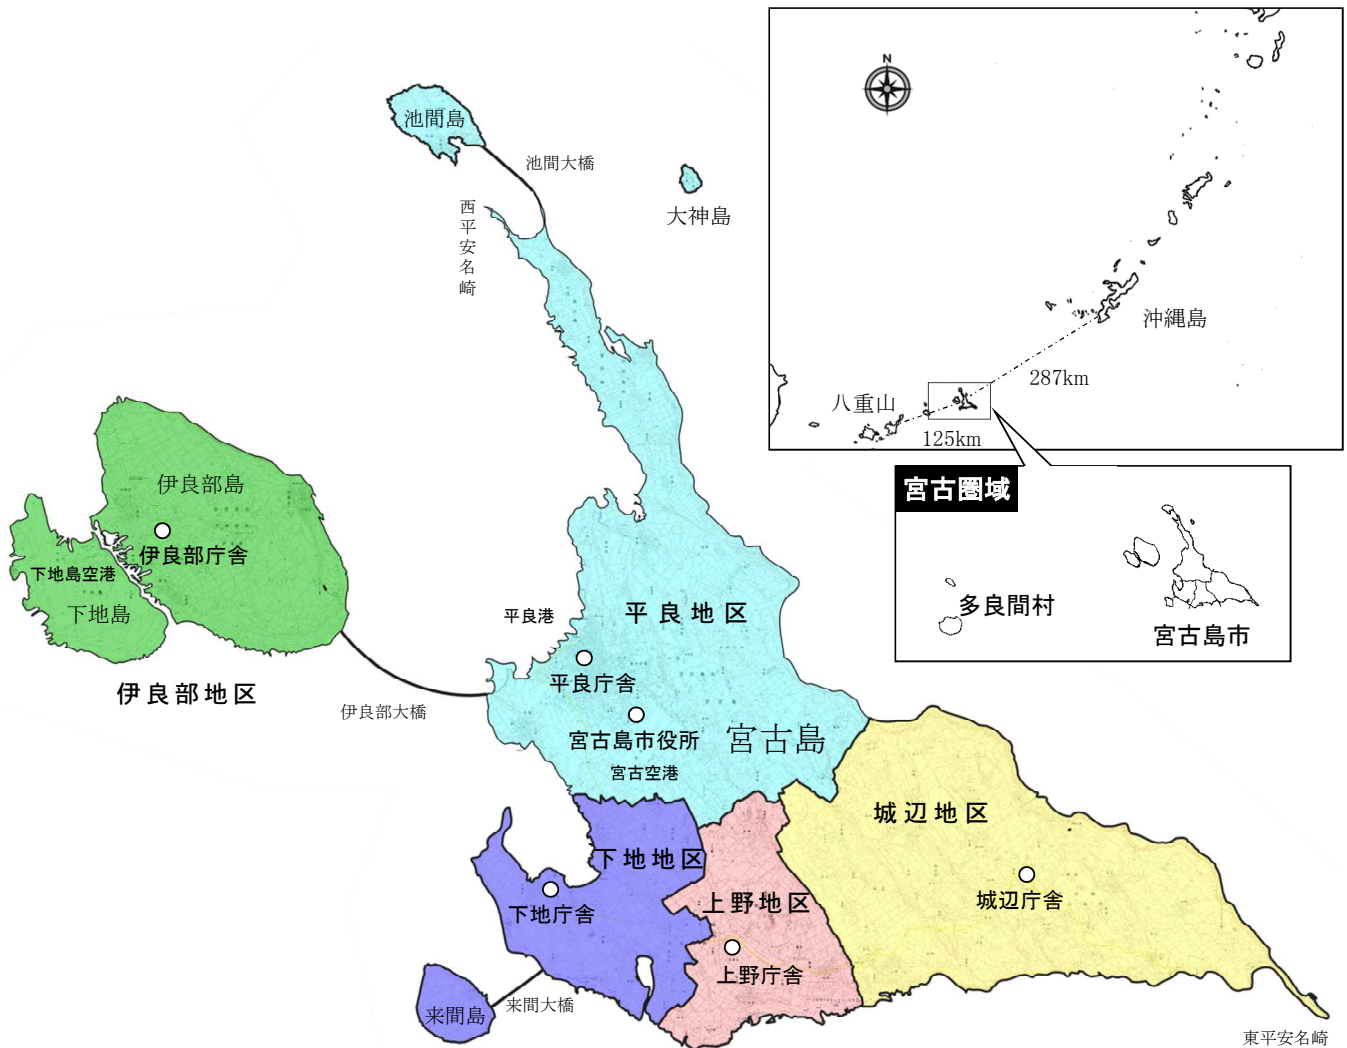 N
池間島
池間大橋
大神島
西平安名崎
沖縄島
287km
八重山
125km
宮古圏域
多良間村
宮古島市
伊良部島
伊良部庁舎
下地島空港
下地島
伊良部地区
伊良部大橋
平良港
平良地区
平良庁舎
宮古島市役所
宮古島
宮古空港
城辺地区
城辺庁舎
下地地区
下地庁舎
上野地区
上野庁舎
来間島
来間大橋
東平安名崎